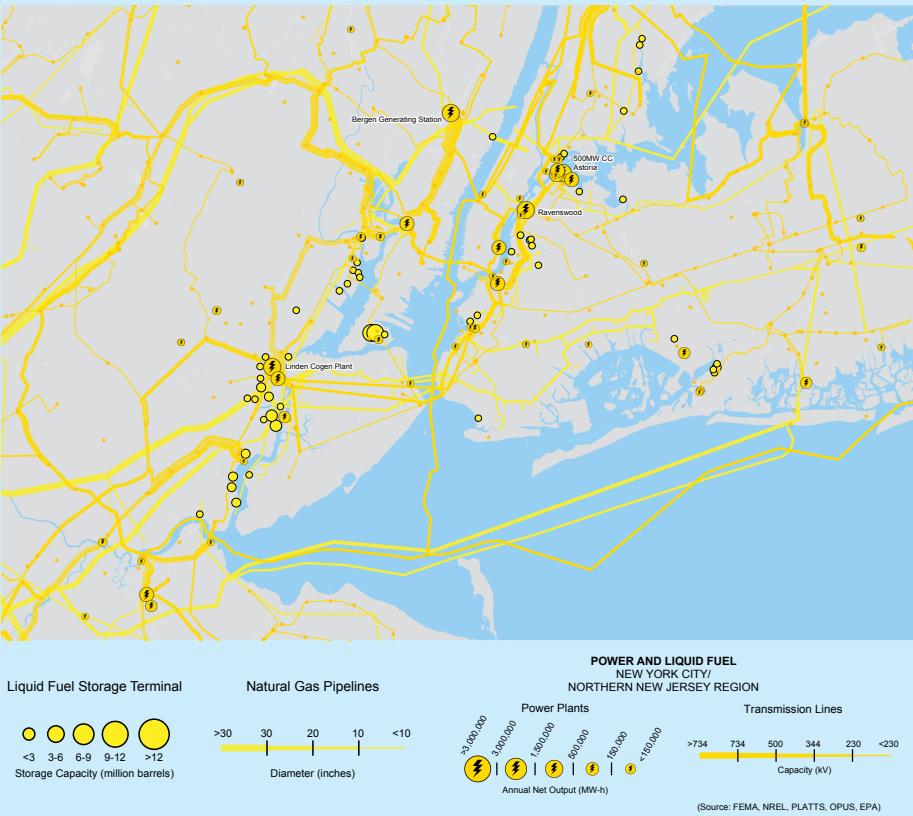 Bergen Generating Station
500MW CC
Astoria
Ravenswood
Linden Cogen Plant
POWER AND LIQUID FUEL
NEW YORK CITY/
NORTHERN NEW JERSEY REGION
Liquid Fuel Storage Terminal
<3 3-6 6-9 9-12 >12
Storage Capacity (million barrels)
Natural Gas Pipelines
>30 30 20 10 <10
Diameter (inches)
Power Plants
>3,000,000 3,000,000 1,500,000 500,000 150,000 <150,000
Annual Net Output (MW-h)
Transmission Lines
>734 734 500 344 230 <230
Capacity (kV)
(Source: FEMA, NREL, PLATTS, OPUS, EPA)